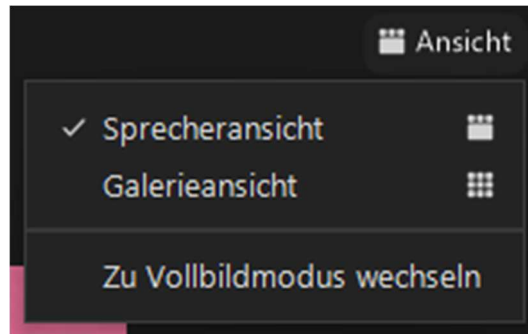 Ansicht
Sprecheransicht
Galerieansicht
Zu Vollbildmodus wechseln